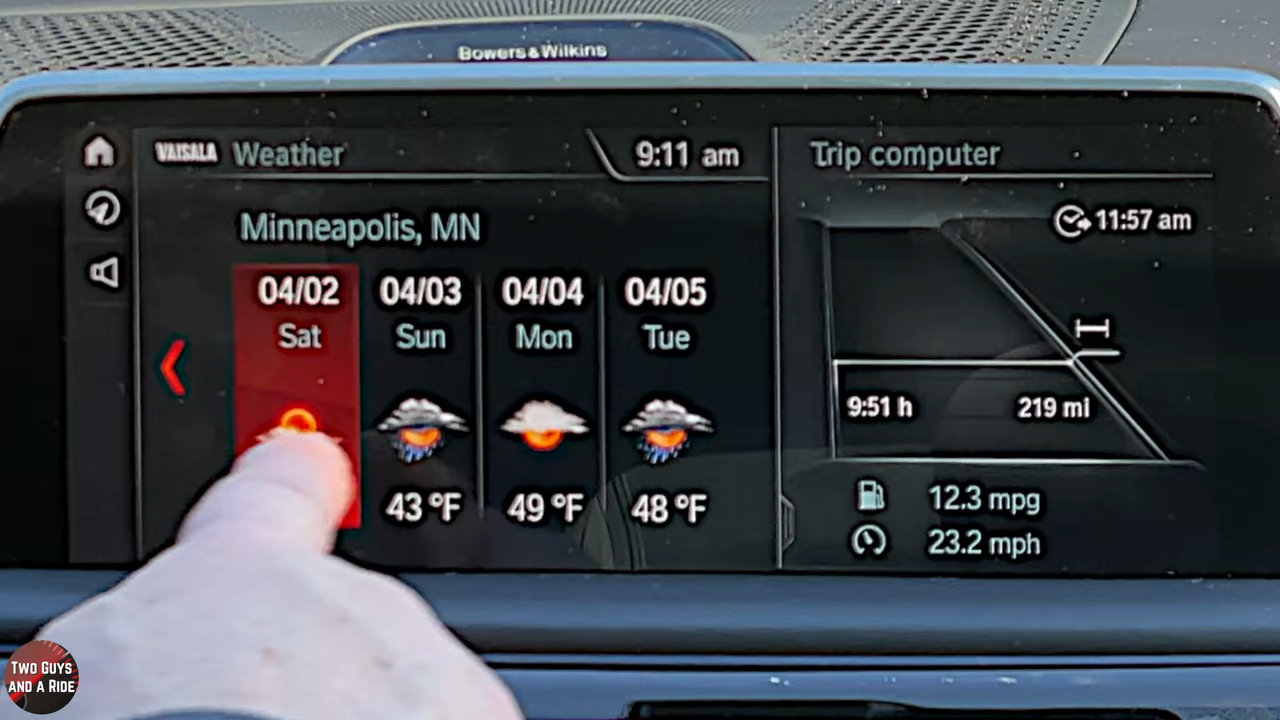 Bowers & Wilkins
VAISALA Weather
9:11 am
Minneapolis, MN
04/02 04/03 04/04 04/05
Sat Sun Mon Tue
43 °F 49 °F 48 °F
Trip computer
11:57 am
9:51 h 219 mi
12.3 mpg
23.2 mph
TWO GUYS
AND A RIDE